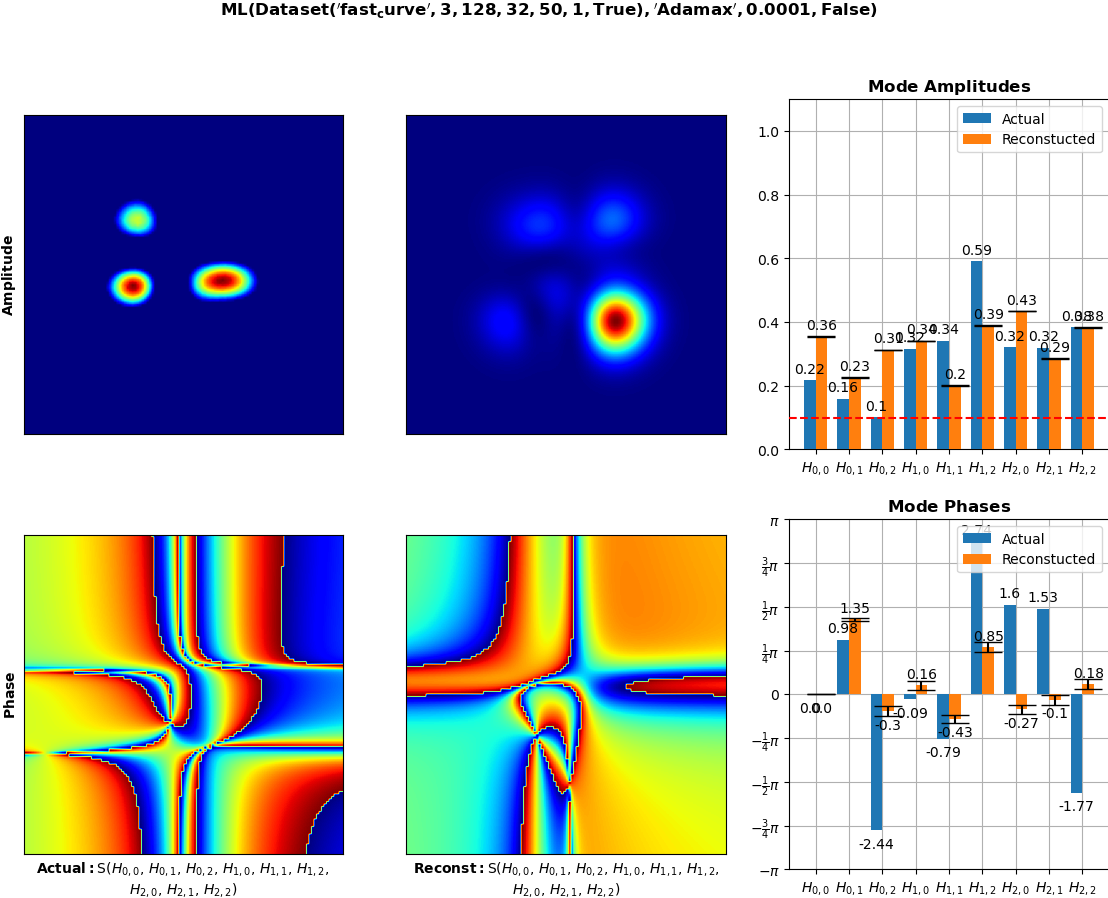 ML(Dataset('fast_curve', 3, 128, 32, 50, 1, True), 'Adamax', 0.0001, False)
Amplitude
Mode Amplitudes
Actual
Reconstucted
1.0
0.8
0.6
0.4
0.2
0.0
0.22 0.16 0.1 0.32 0.34 0.59 0.32 0.32 0.38
0.36 0.23 0.31 0.34 0.2 0.39 0.43 0.29 0.38
H0,0 H0,1 H0,2 H1,0 H1,1 H1,2 H2,0 H2,1 H2,2
Phase
Mode Phases
Actual
Reconstucted
π
3/4π
1/2π
1/4π
0
−1/4π
−1/2π
−3/4π
−π
0.0 0.98 -2.44 -0.09 -0.79 2.74 1.6 1.53 -1.77
0.0 1.35 -0.3 0.16 -0.43 0.85 -0.27 -0.1 0.18
H0,0 H0,1 H0,2 H1,0 H1,1 H1,2 H2,0 H2,1 H2,2
Actual: S(H0,0, H0,1, H0,2, H1,0, H1,1, H1,2,
H2,0, H2,1, H2,2)
Reconst: S(H0,0, H0,1, H0,2, H1,0, H1,1, H1,2,
H2,0, H2,1, H2,2)